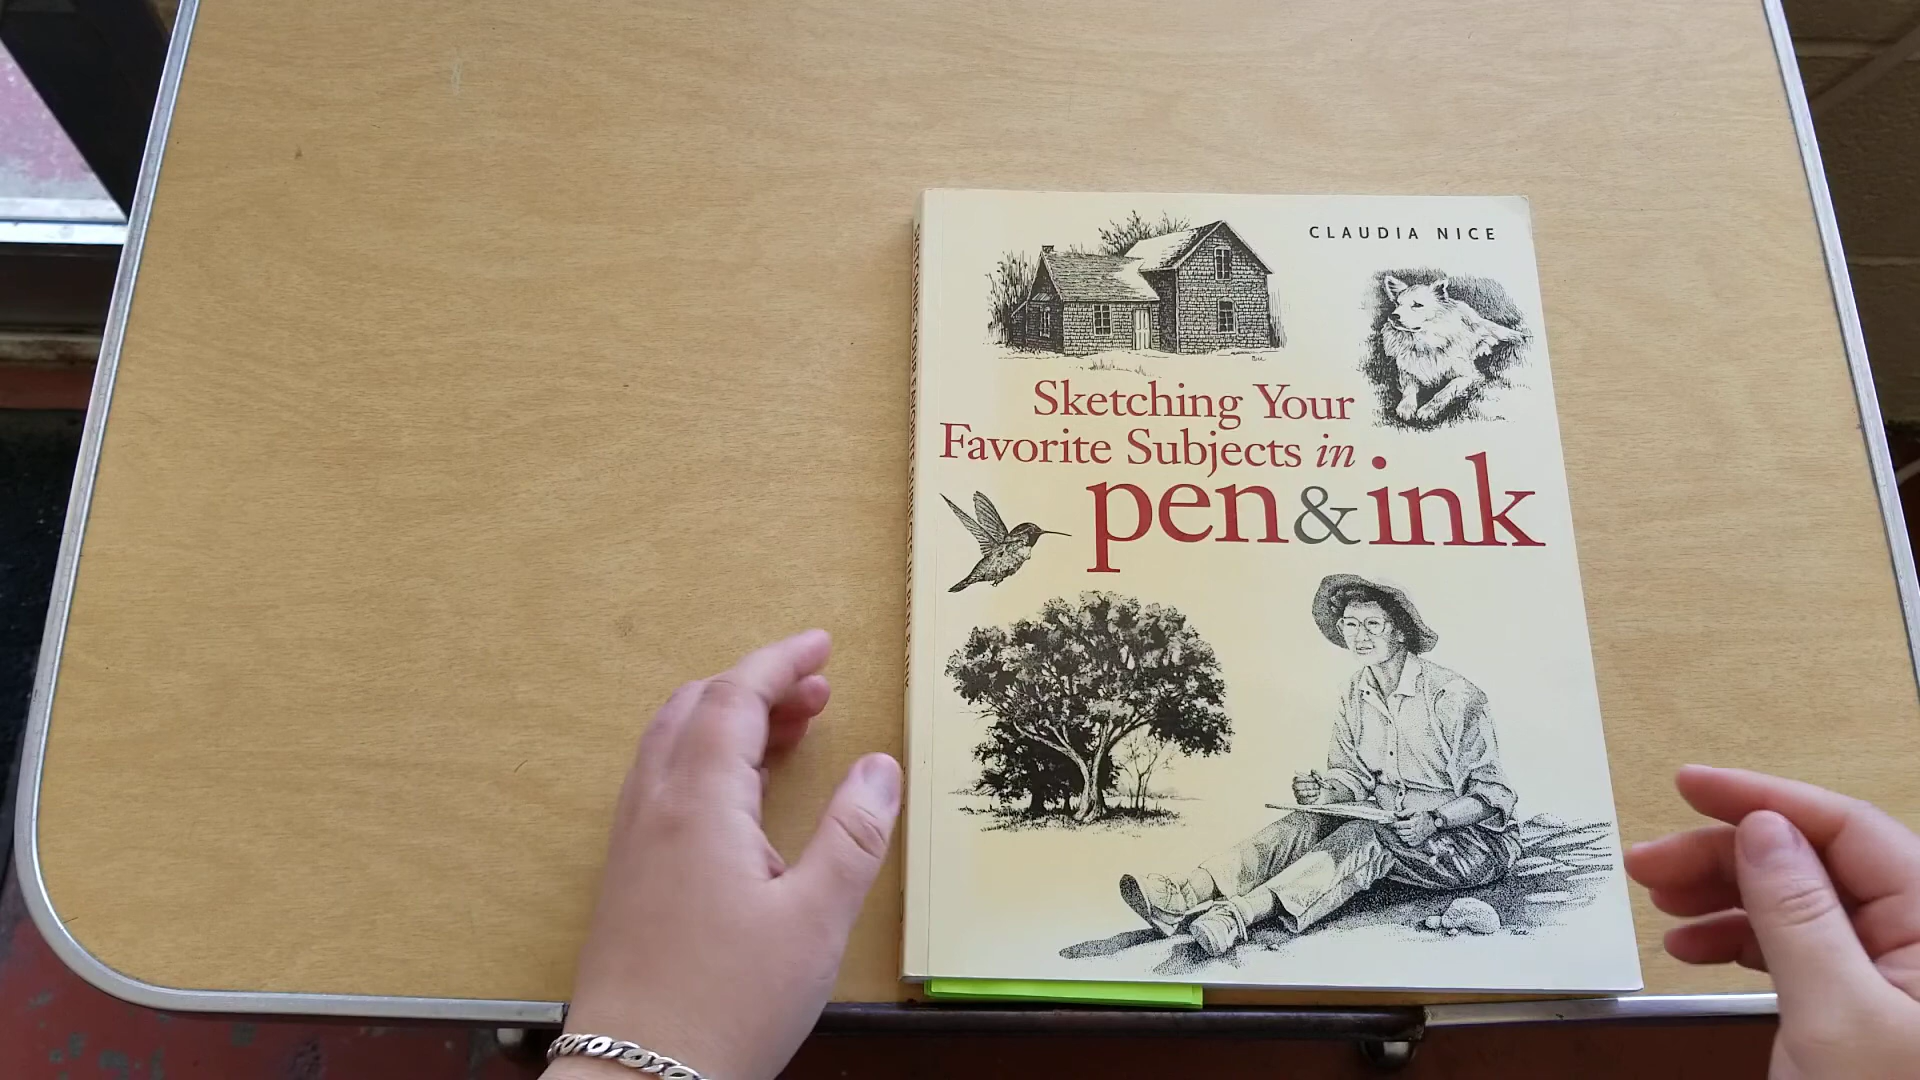 CLAUDIA NICE
Sketching Your
Favorite Subjects in
pen & ink